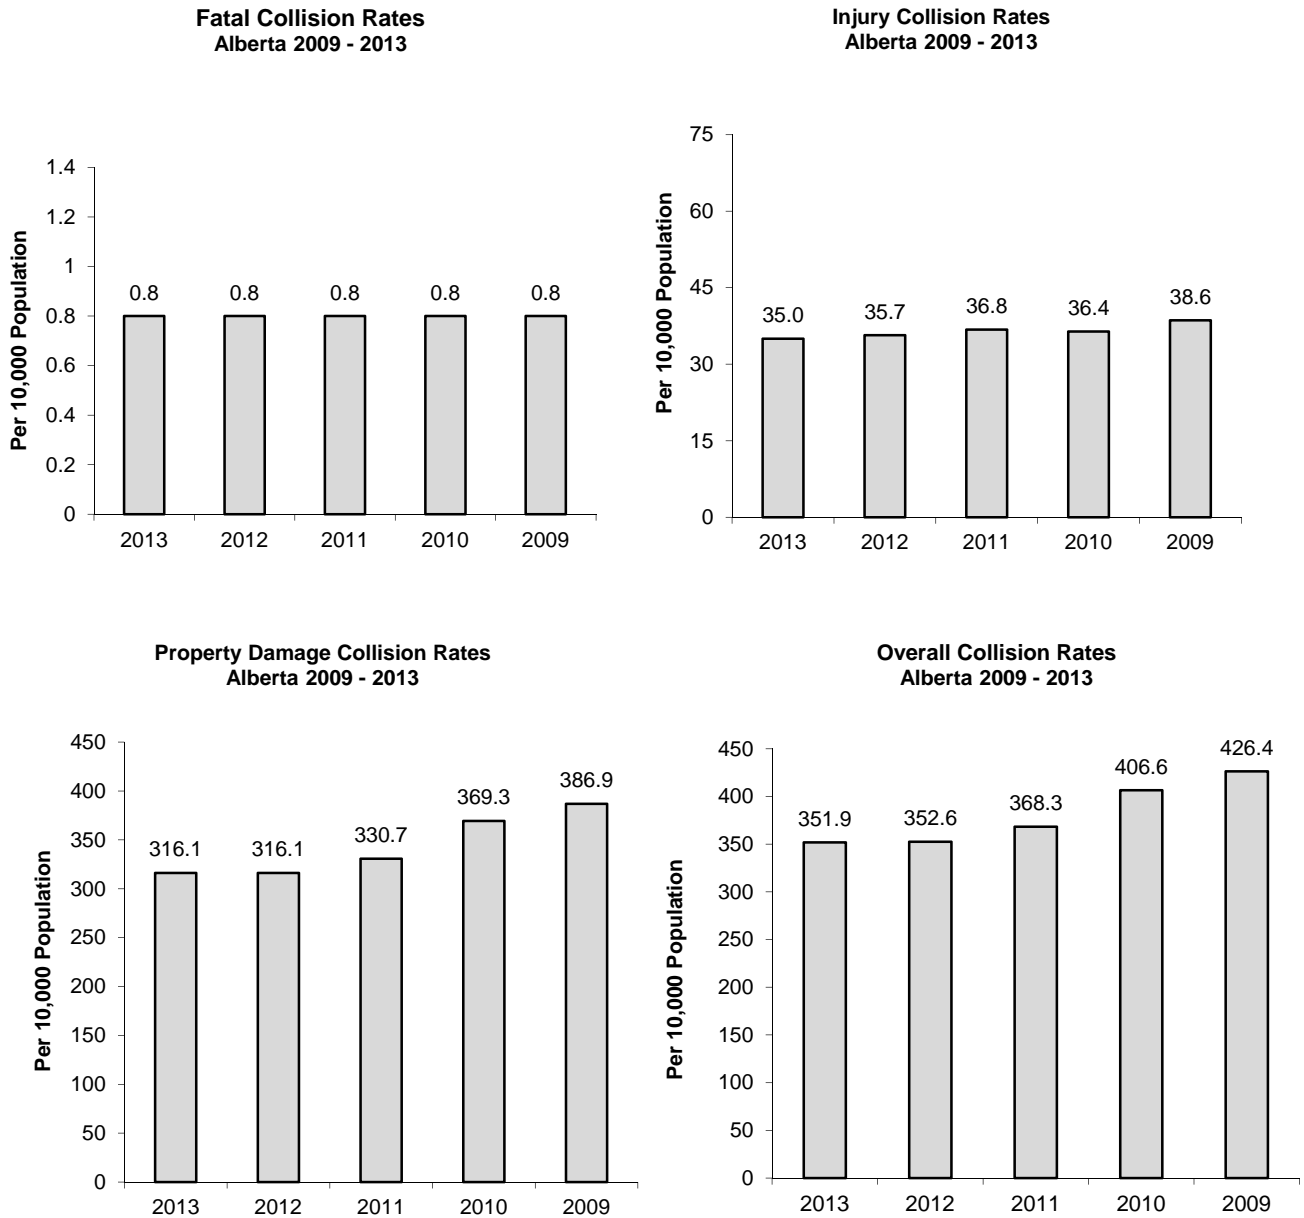 Fatal Collision Rates
Alberta 2009 - 2013
Per 10,000 Population
1.4
1.2
1
0.8
0.6
0.4
0.2
0
0.8 0.8 0.8 0.8 0.8
2013 2012 2011 2010 2009
Injury Collision Rates
Alberta 2009 - 2013
Per 10,000 Population
75
60
45
30
15
0
35.0 35.7 36.8 36.4 38.6
2013 2012 2011 2010 2009
Property Damage Collision Rates
Alberta 2009 - 2013
Per 10,000 Population
450
400
350
300
250
200
150
100
50
0
316.1 316.1 330.7 369.3 386.9
2013 2012 2011 2010 2009
Overall Collision Rates
Alberta 2009 - 2013
Per 10,000 Population
450
400
350
300
250
200
150
100
50
0
351.9 352.6 368.3 406.6 426.4
2013 2012 2011 2010 2009